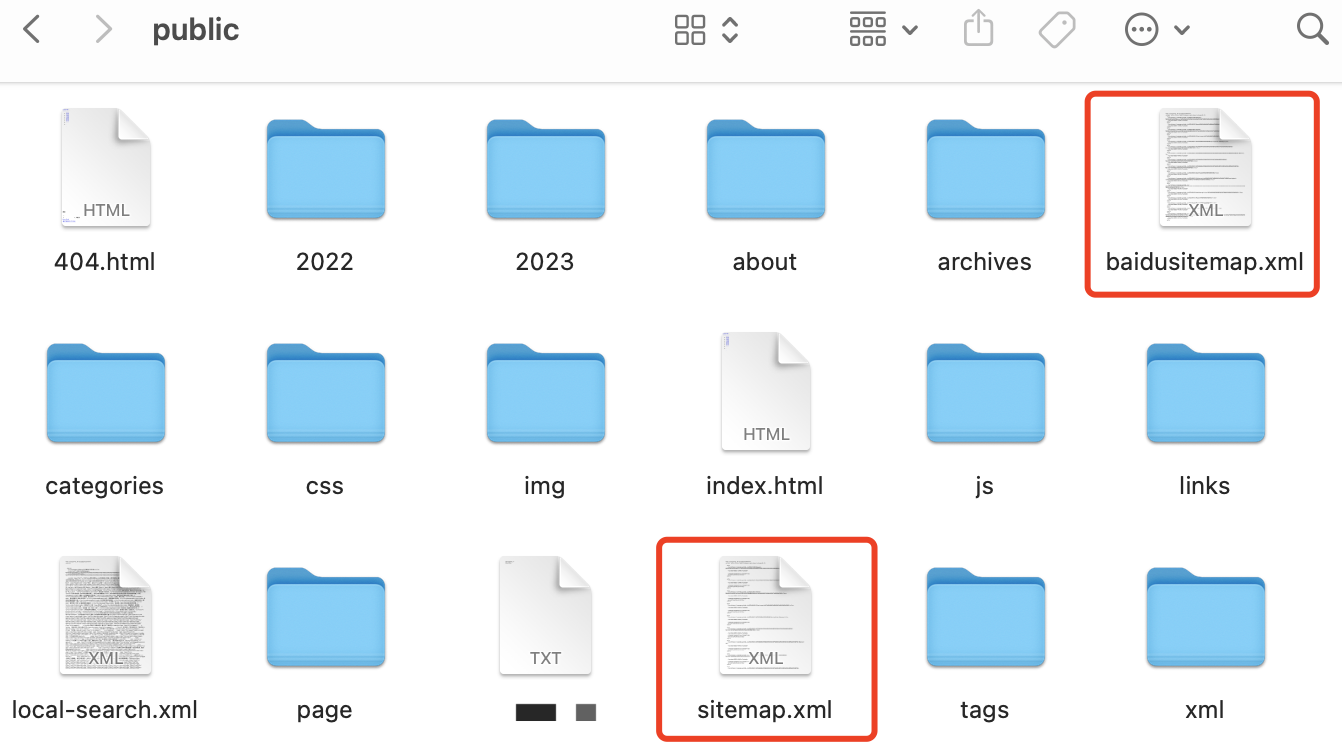 public
HTML
XML
404.html
2022
2023
about
archives
baidusitemap.xml
HTML
categories
css
img
index.html
js
links
XML
TXT
XML
local-search.xml
page
sitemap.xml
tags
xml